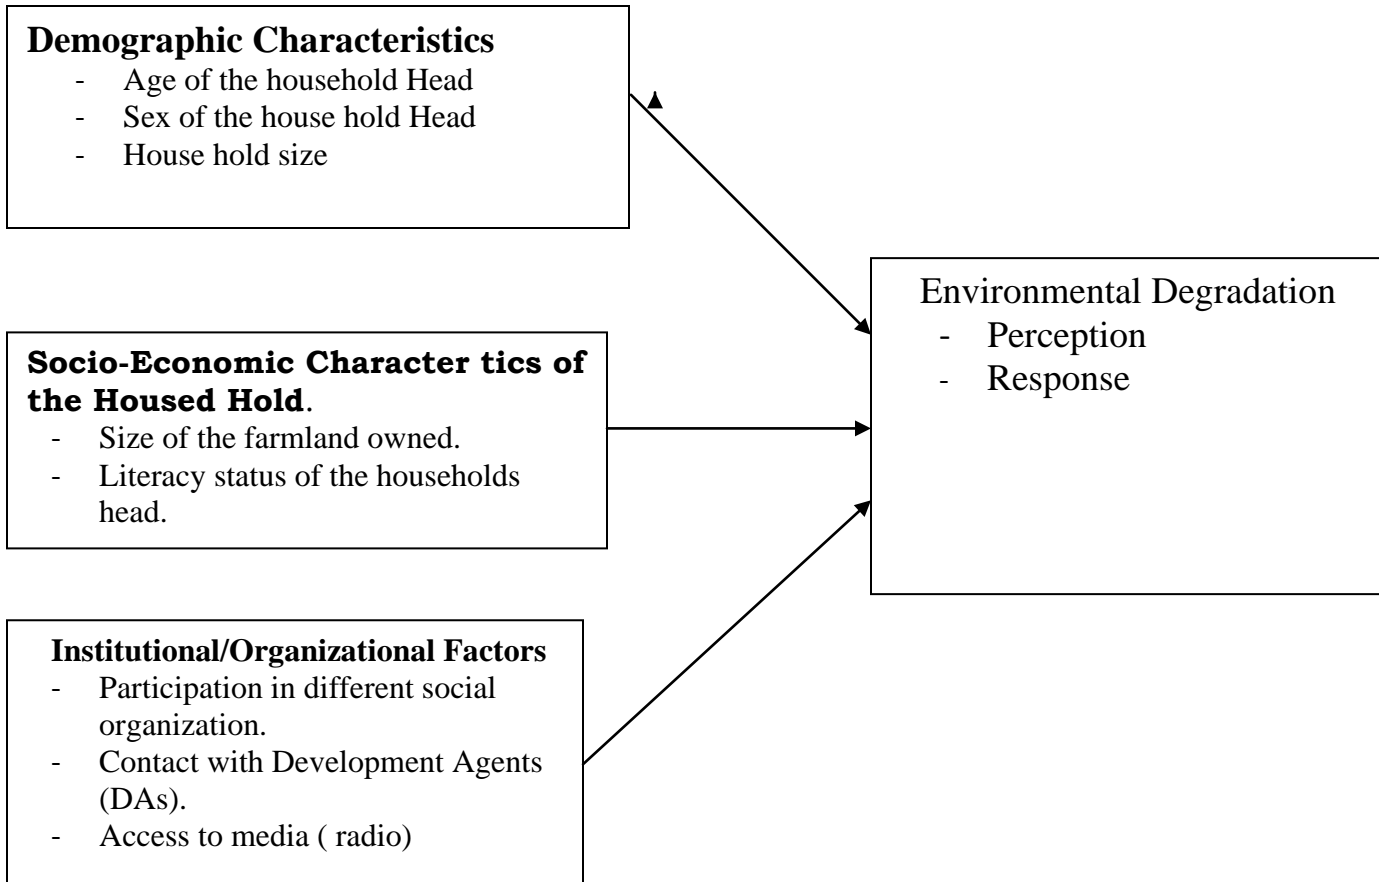 Demographic Characteristics
- Age of the household Head
- Sex of the house hold Head
- House hold size
Socio-Economic Character tics of
the Housed Hold.
- Size of the farmland owned.
- Literacy status of the households
head.
Institutional/Organizational Factors
- Participation in different social
organization.
- Contact with Development Agents
(DAs).
- Access to media ( radio)
Environmental Degradation
- Perception
- Response